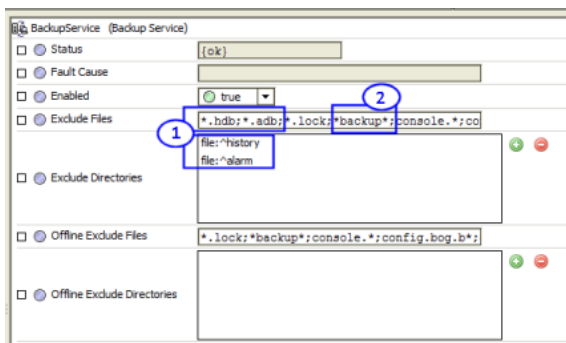 BackupService (Backup Service)
Status {ok}
Fault Cause
Enabled true
2
Exclude Files *.hdb;*.adb;*.lock;*backup*;console.*;co
1
file:^history
file:^alarm
Exclude Directories
Offline Exclude Files *.lock;*backup*;console.*;config.bog.b*;
Offline Exclude Directories